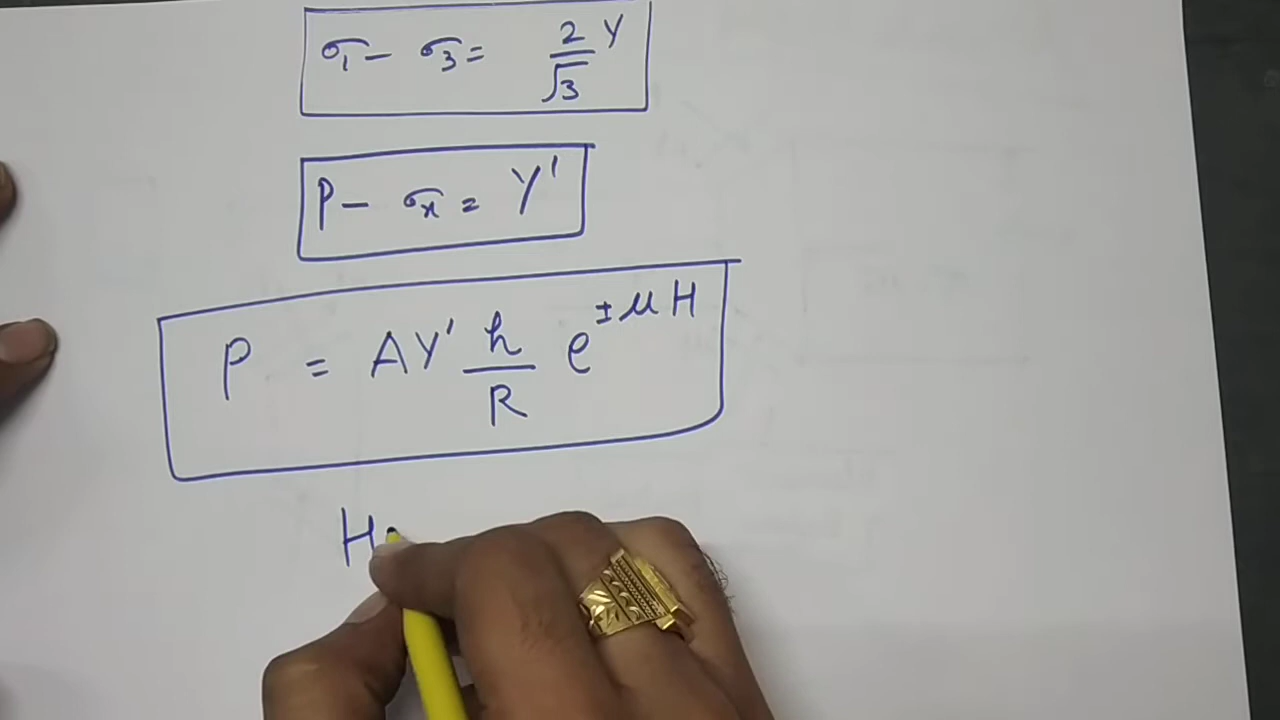 σ₁ - σ₃ = 2/√3 Y
P - σₓ = Y'
P = AY' h/R e^±μH
H